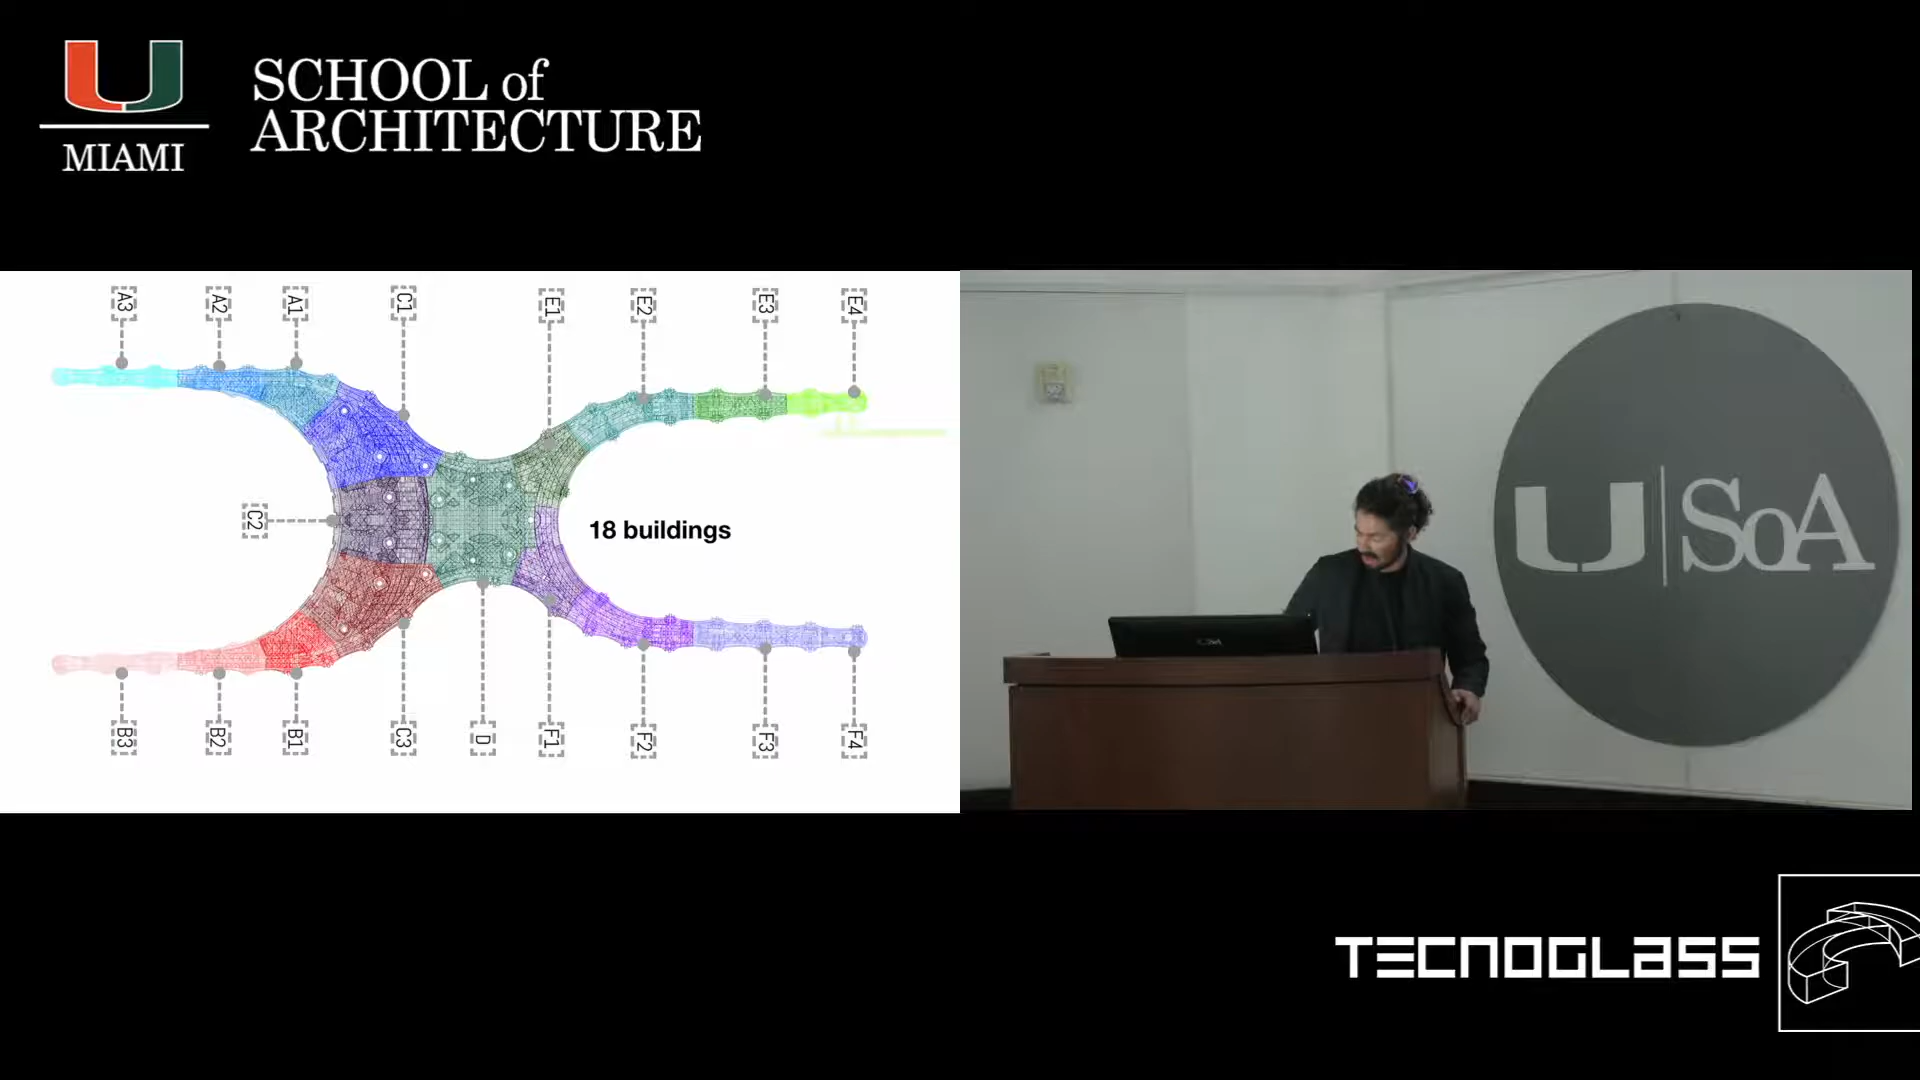 MIAMI
SCHOOL of
ARCHITECTURE
A3
A2
A1
C1
E1
E2
E3
E4
C2
18 buildings
B3
B2
B1
C3
D
F1
F2
F3
F4
U SoA
TECNOGLASS